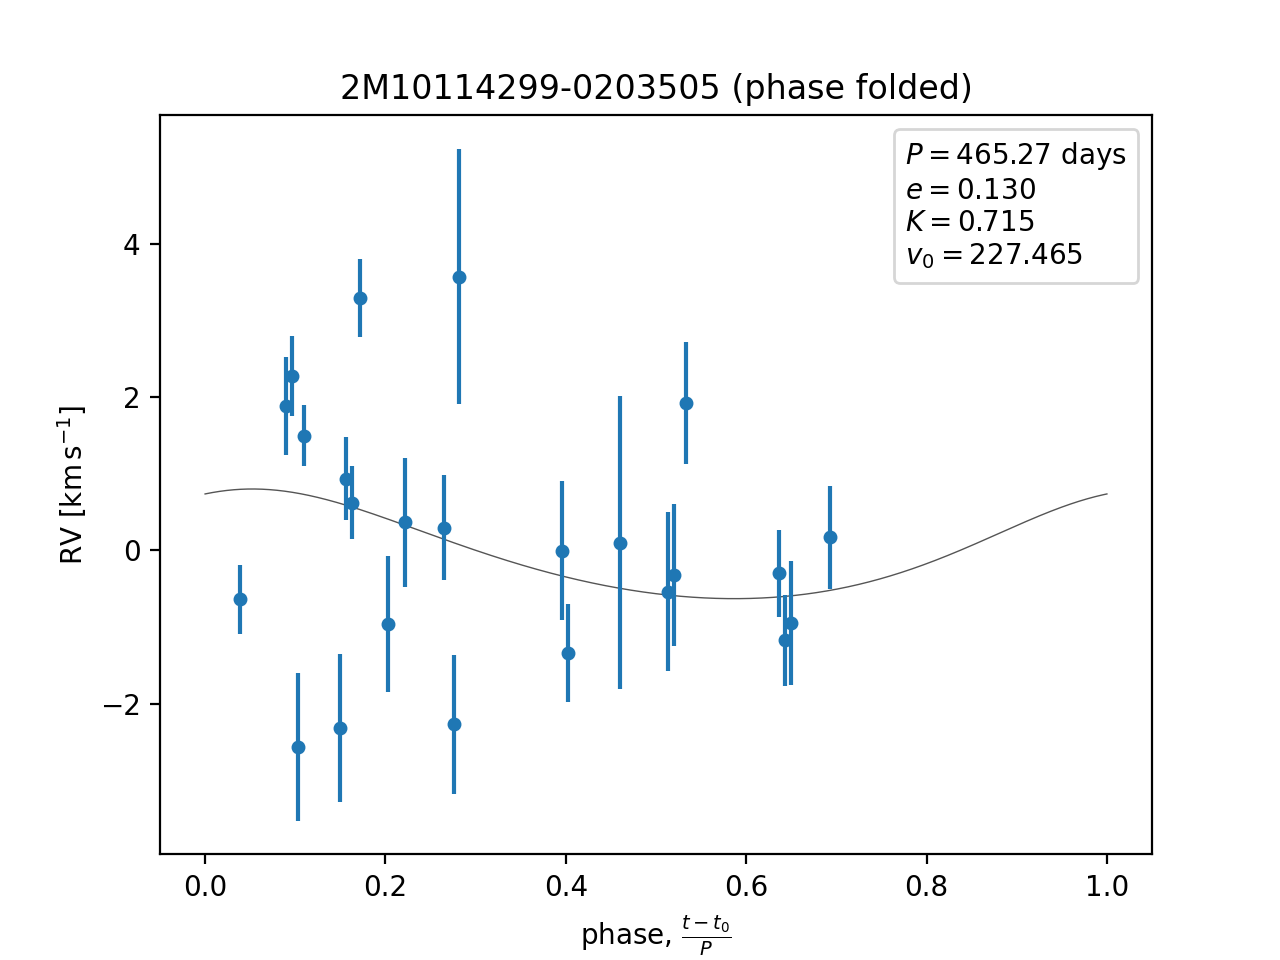 2M10114299-0203505 (phase folded)
P = 465.27 days
e = 0.130
K = 0.715
v₀ = 227.465
4
2
0
−2
RV [km s⁻¹]
0.0 0.2 0.4 0.6 0.8 1.0
phase, (t − t₀)/P